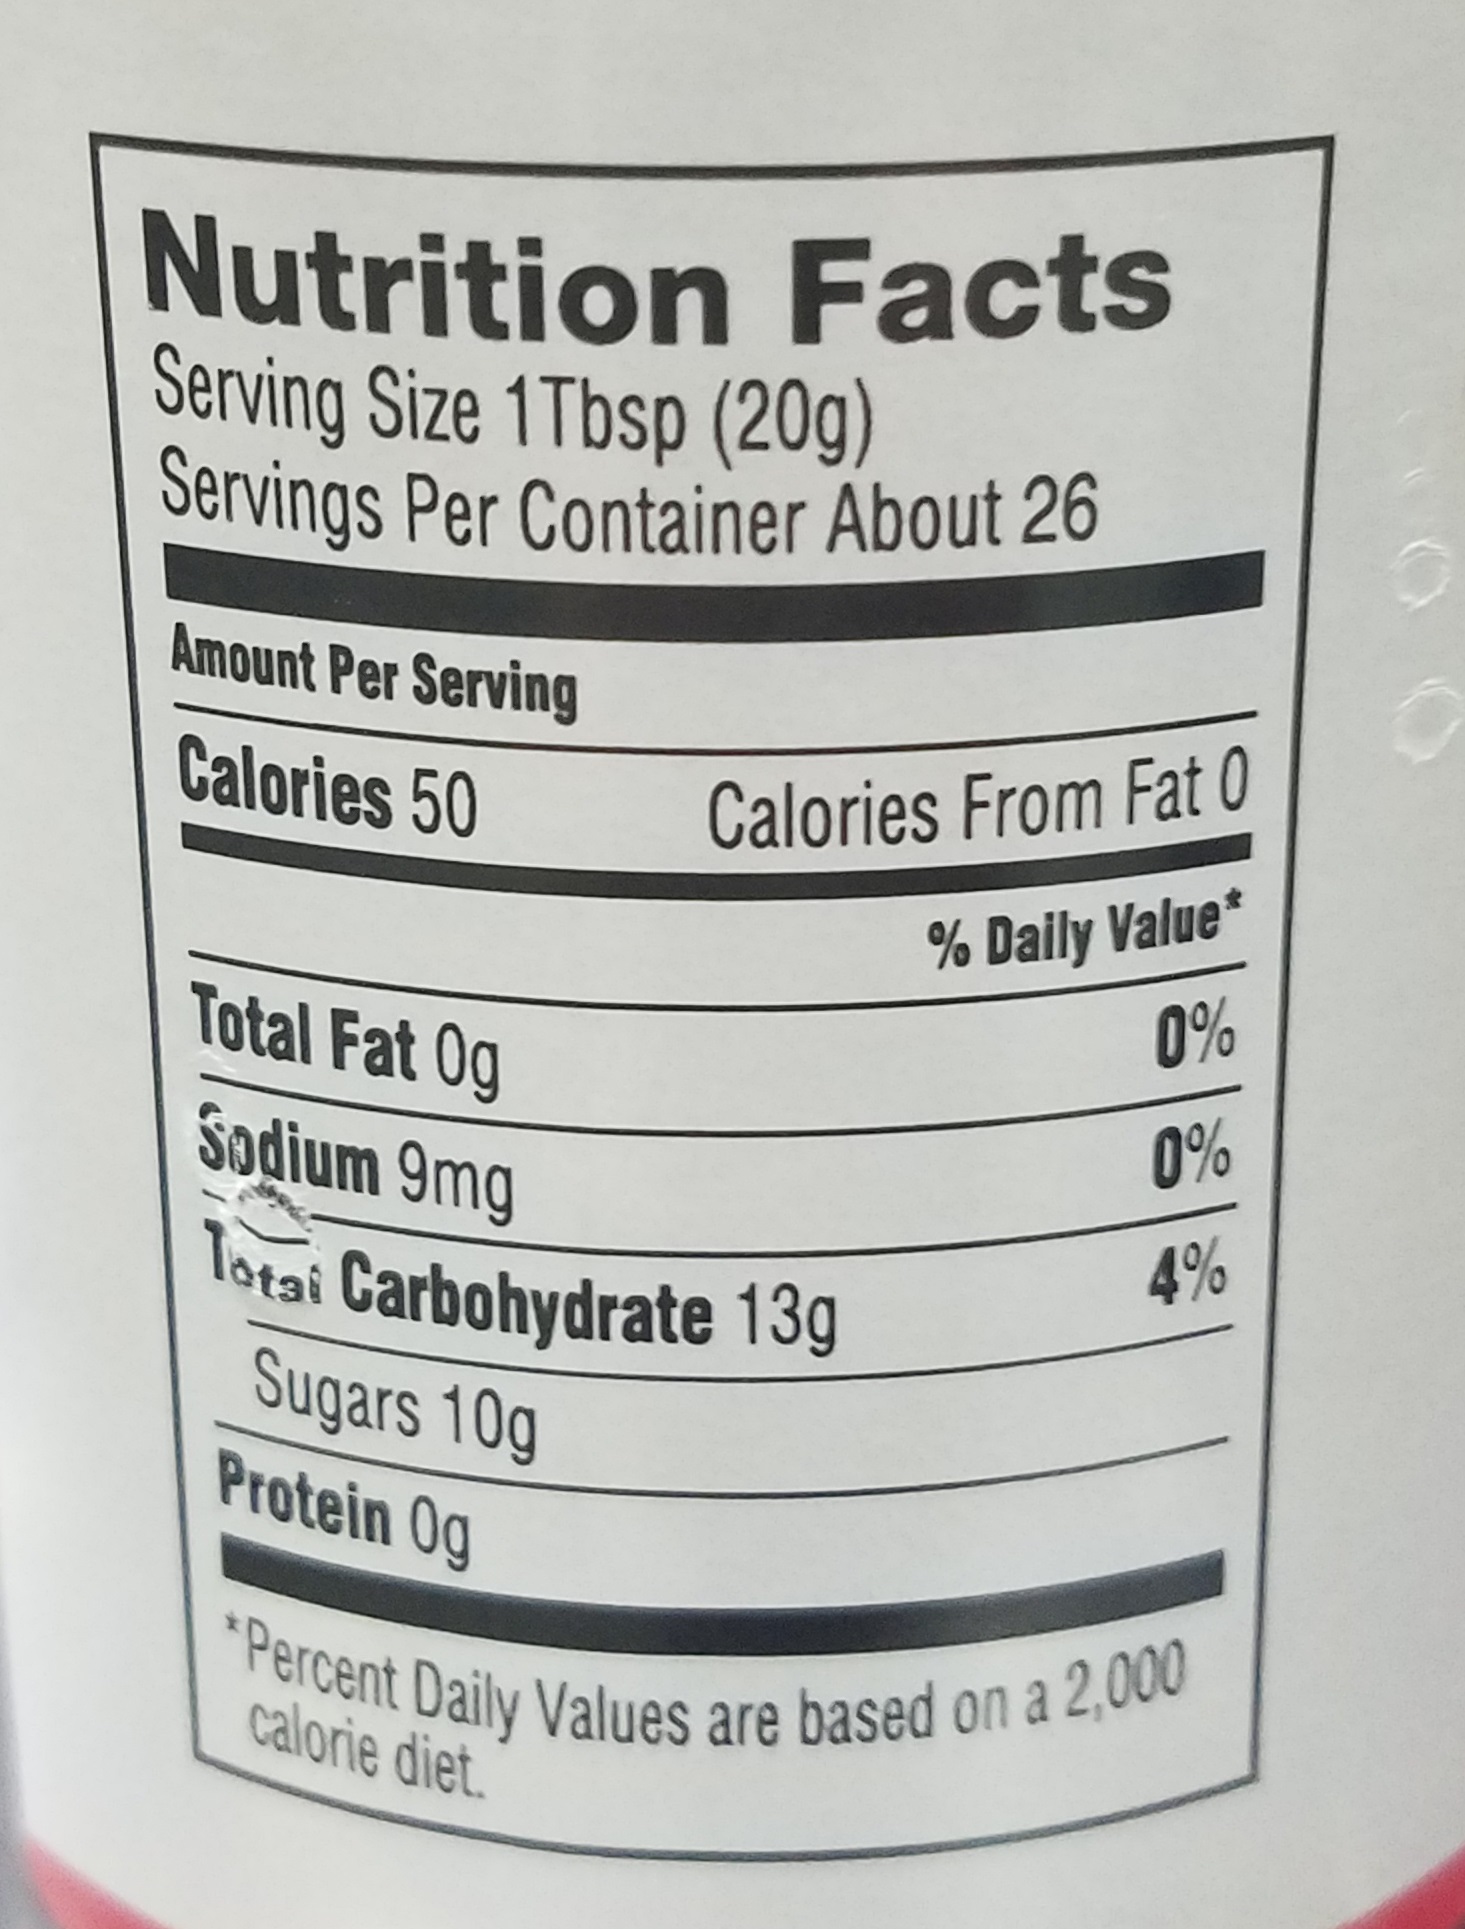 Nutrition Facts
Serving Size 1Tbsp (20g)
Servings Per Container About 26
Amount Per Serving
Calories 50 Calories From Fat 0
% Daily Value*
Total Fat 0g 0%
Sodium 9mg 0%
Total Carbohydrate 13g 4%
Sugars 10g
Protein 0g
*Percent Daily Values are based on a 2,000
calorie diet.